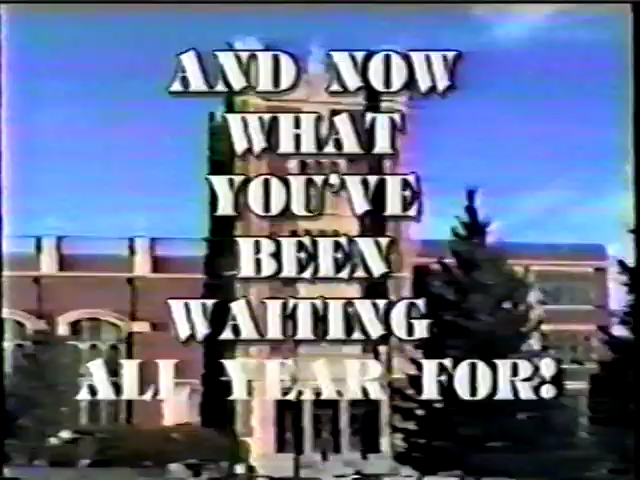 AND NOW
WHAT
YOU'VE
BEEN
WAITING
ALL YEAR FOR!